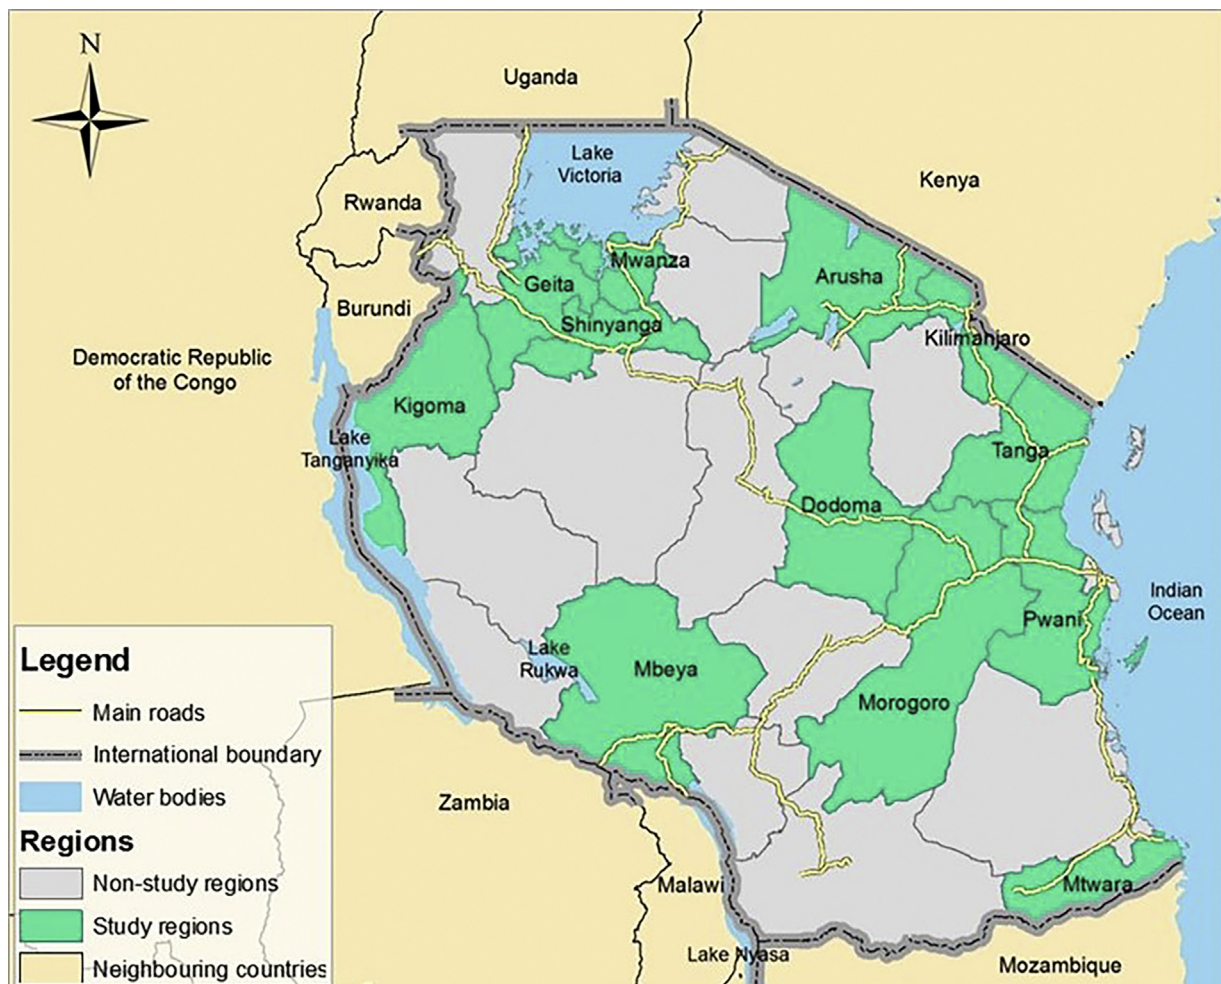 N
Uganda
Lake
Victoria
Kenya
Rwanda
Mwanza
Geita
Arusha
Burundi
Shinyanga
Kilimanjaro
Democratic Republic
of the Congo
Kigoma
Lake
Tanganyika
Tanga
Dodoma
Indian
Ocean
Pwani
Lake
Rukwa
Mbeya
Morogoro
Zambia
Malawi
Mtwara
Lake Nyasa
Mozambique
Legend
Main roads
International boundary
Water bodies
Regions
Non-study regions
Study regions
Neighbouring countries